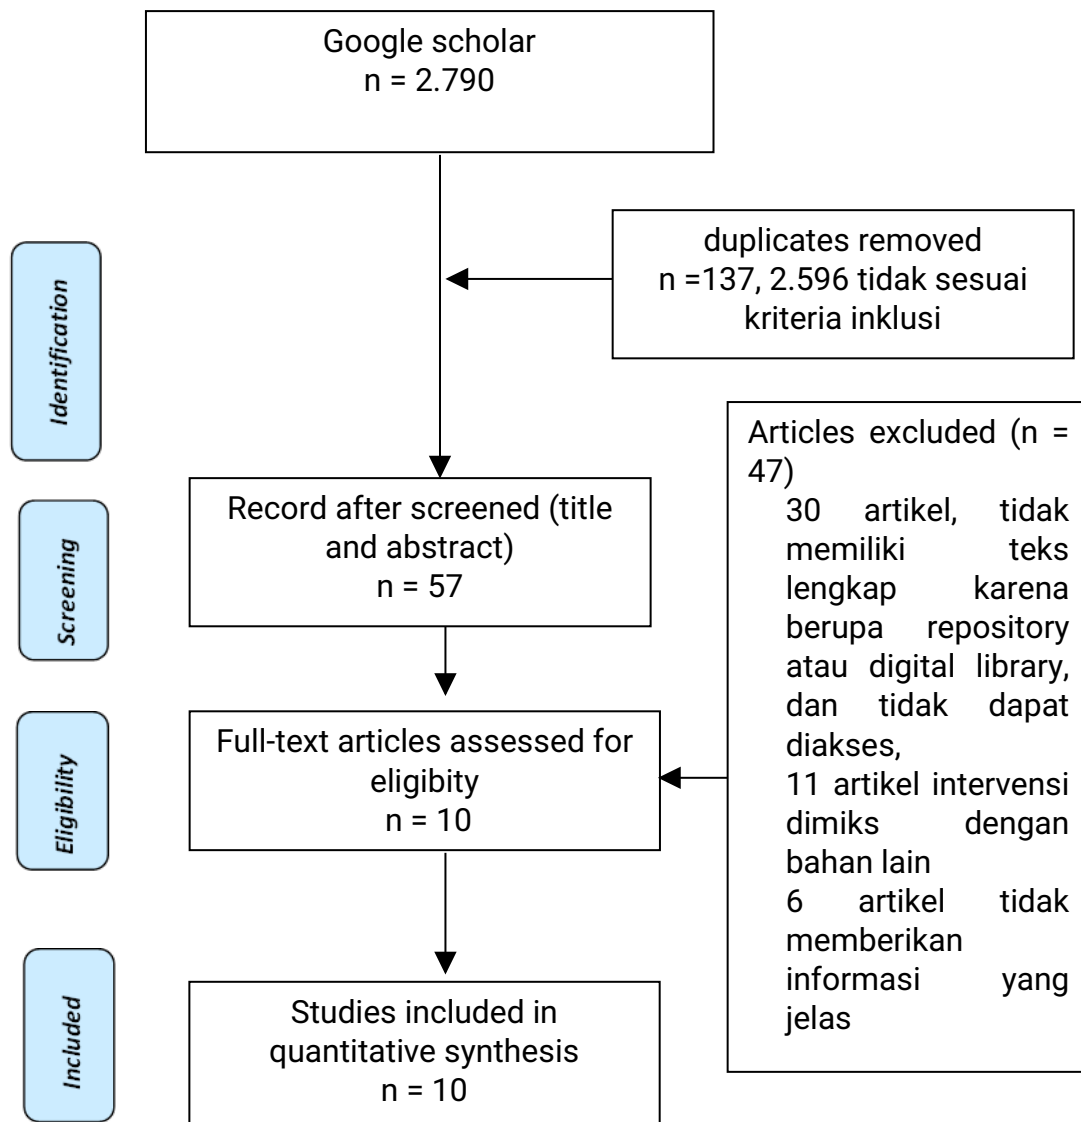 Google scholar
n = 2.790
duplicates removed
n =137, 2.596 tidak sesuai
kriteria inklusi
Identification
Articles excluded (n =
47)
30 artikel, tidak
memiliki teks
lengkap karena
berupa repository
atau digital library,
dan tidak dapat
diakses,
11 artikel intervensi
dimiks dengan
bahan lain
6 artikel tidak
memberikan
informasi yang
jelas
Screening
Record after screened (title
and abstract)
n = 57
Eligibility
Full-text articles assessed for
eligibity
n = 10
Included
Studies included in
quantitative synthesis
n = 10